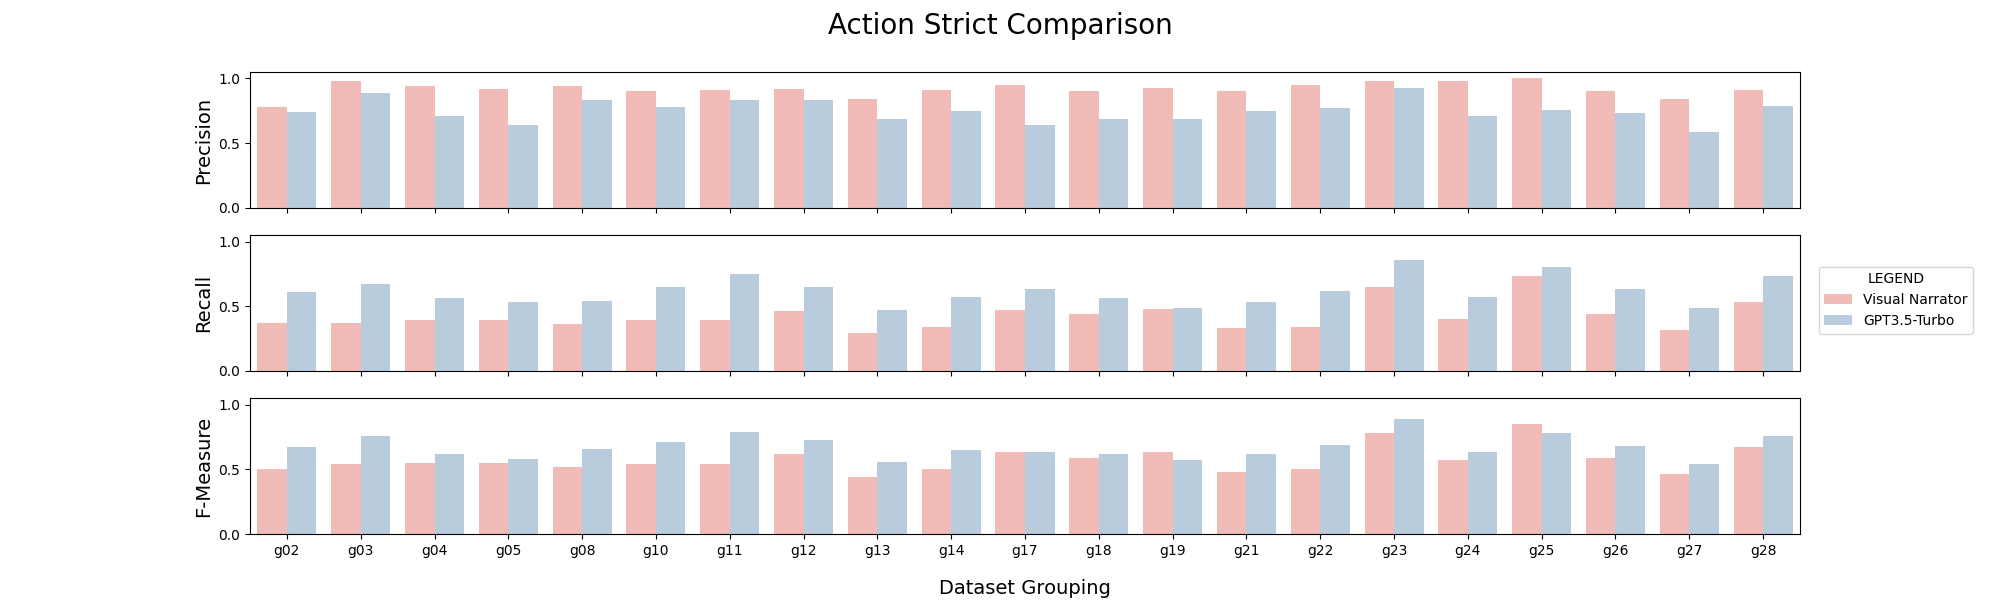 Action Strict Comparison
Precision
1.0
0.5
0.0
Recall
1.0
0.5
0.0
LEGEND
Visual Narrator
GPT3.5-Turbo
F-Measure
1.0
0.5
0.0
g02 g03 g04 g05 g08 g10 g11 g12 g13 g14 g17 g18 g19 g21 g22 g23 g24 g25 g26 g27 g28
Dataset Grouping